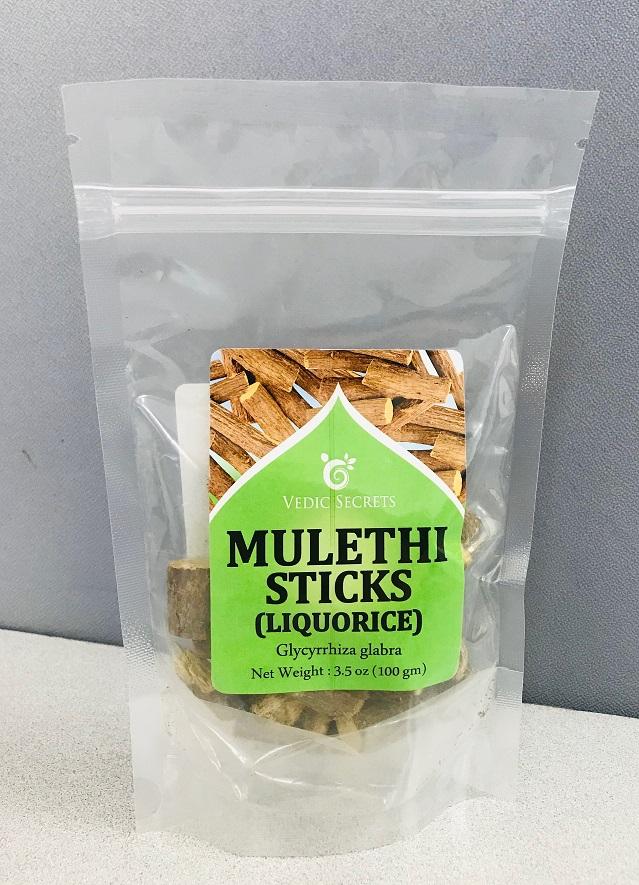 VEDIC SECRETS
MULETHI
STICKS
(LIQUORICE)
Glycyrrhiza glabra
Net Weight : 3.5 oz (100 gm)